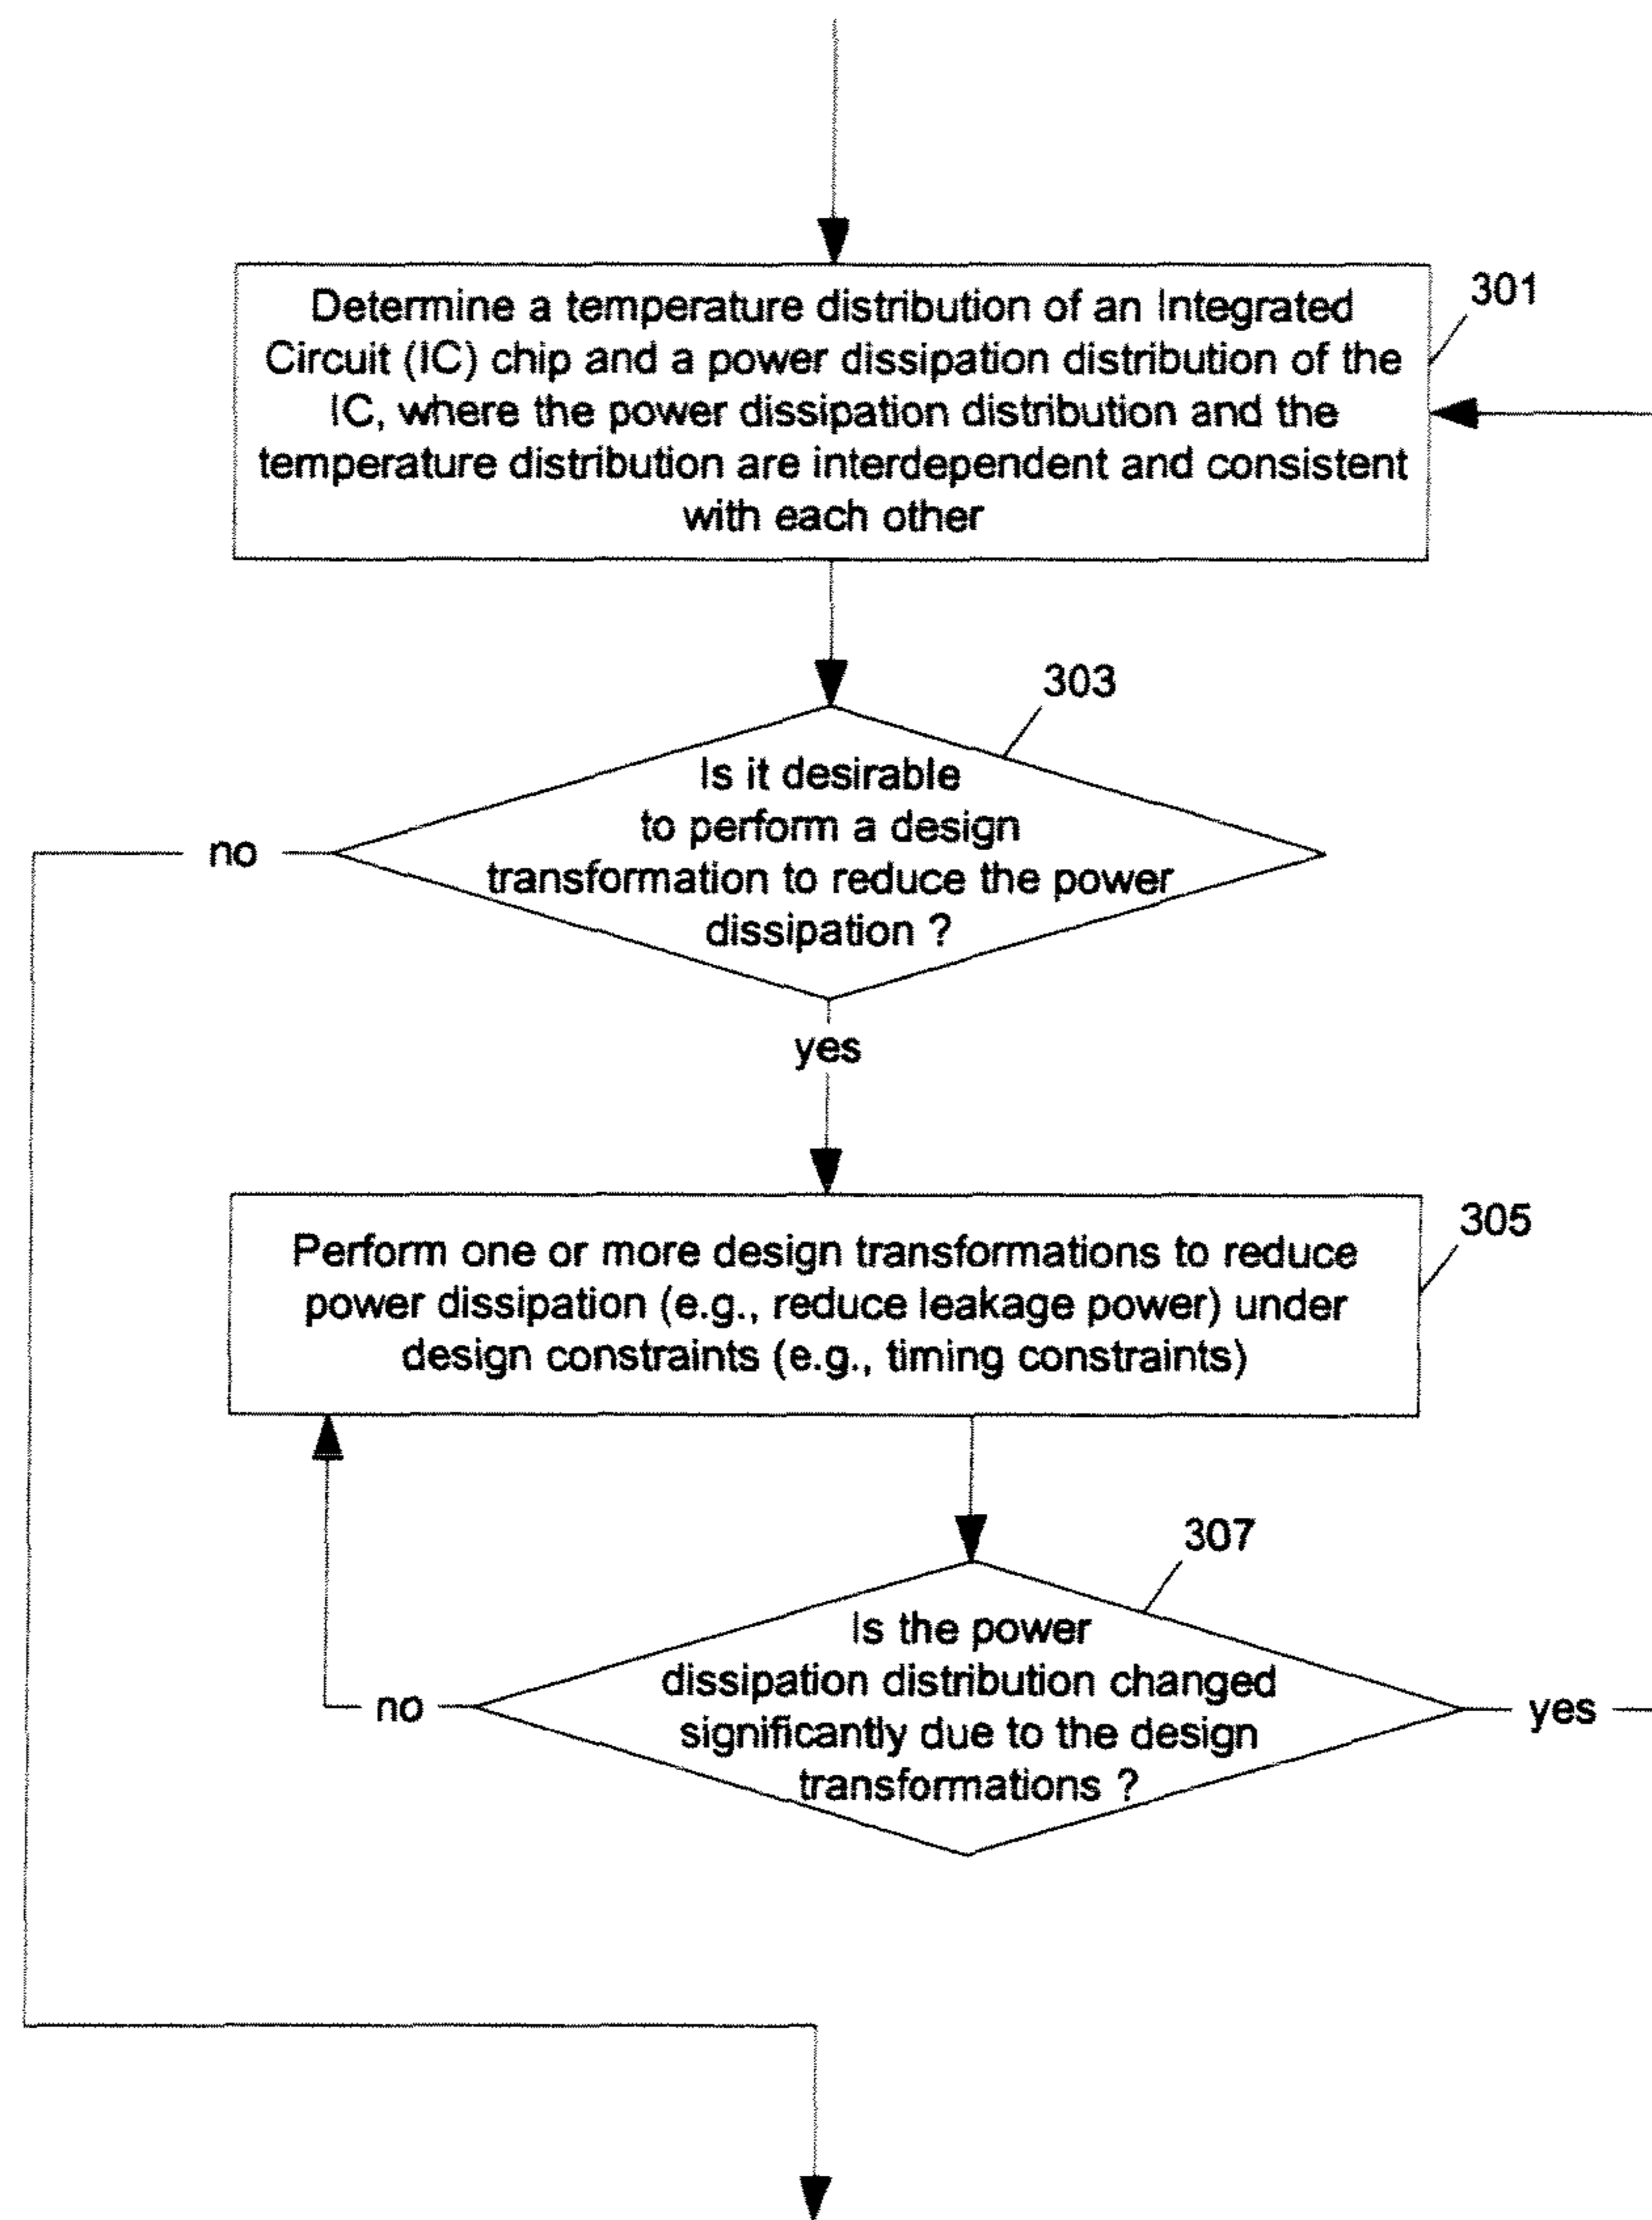 Determine a temperature distribution of an Integrated
Circuit (IC) chip and a power dissipation distribution of the
IC, where the power dissipation distribution and the
temperature distribution are interdependent and consistent
with each other
301
303
Is it desirable
to perform a design
transformation to reduce the power
dissipation ?
no
yes
305
Perform one or more design transformations to reduce
power dissipation (e.g., reduce leakage power) under
design constraints (e.g., timing constraints)
307
Is the power
dissipation distribution changed
significantly due to the design
transformations ?
no
yes